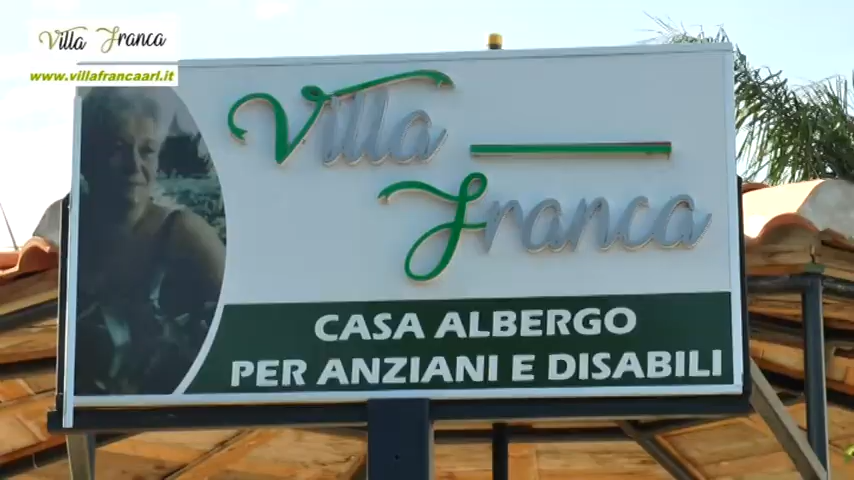 Villa Franca
www.villafrancaarl.it
Villa
Franca
CASA ALBERGO
PER ANZIANI E DISABILI